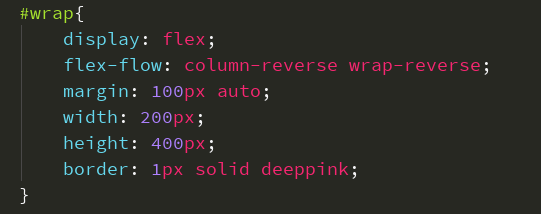 #wrap{
    display: flex;
    flex-flow: column-reverse wrap-reverse;
    margin: 100px auto;
    width: 200px;
    height: 400px;
    border: 1px solid deeppink;
}